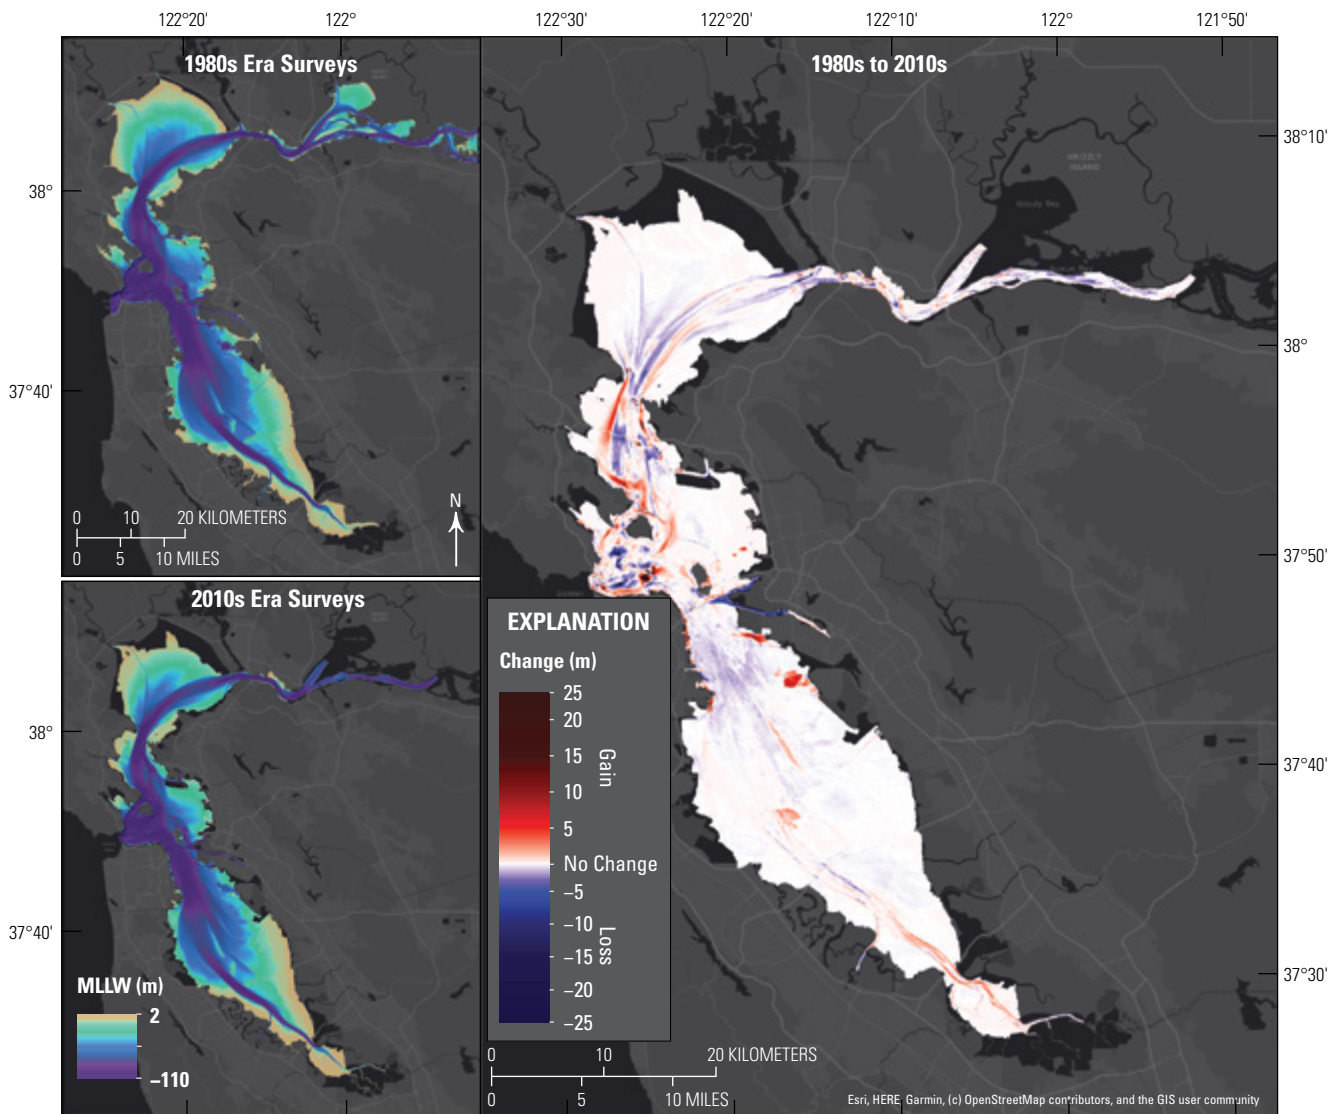 122°20'
122°
122°30'
122°20'
122°10'
122°
121°50'
1980s Era Surveys
1980s to 2010s
38°10'
GRIZZLY
ISLAND
Grizzly Bay
38°
38°
37°40'
N
0 10 20 KILOMETERS
0 5 10 MILES
37°50'
2010s Era Surveys
EXPLANATION
Change (m)
25
20
15
10
5
No Change
−5
−10
−15
−20
−25
Gain
Loss
38°
37°40'
37°40'
37°30'
MLLW (m)
2
−110
0 10 20 KILOMETERS
0 5 10 MILES
Esri, HERE, Garmin, (c) OpenStreetMap contributors, and the GIS user community